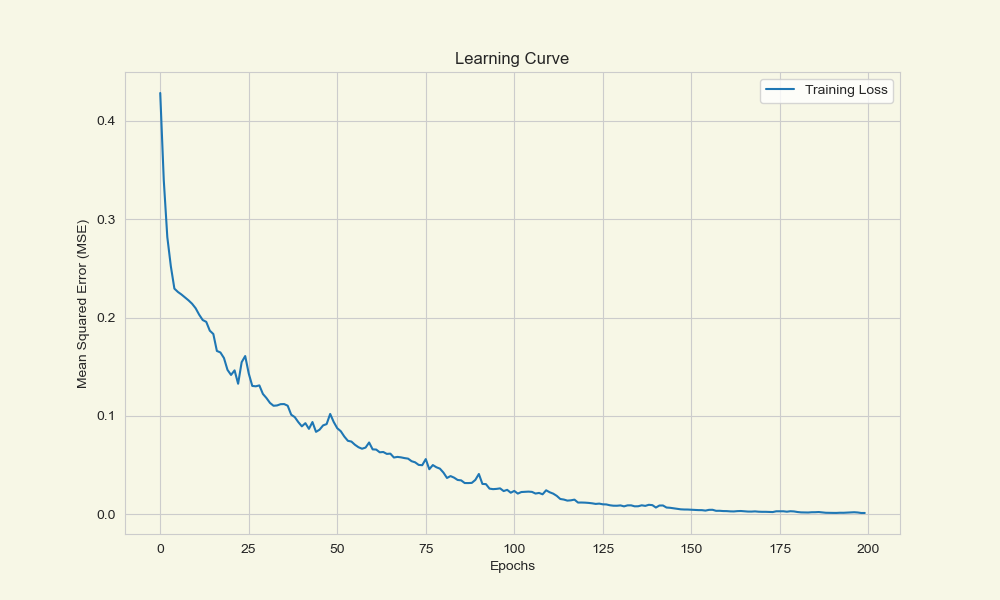 Learning Curve
Training Loss
0.4
0.3
0.2
0.1
0.0
Mean Squared Error (MSE)
0 25 50 75 100 125 150 175 200
Epochs